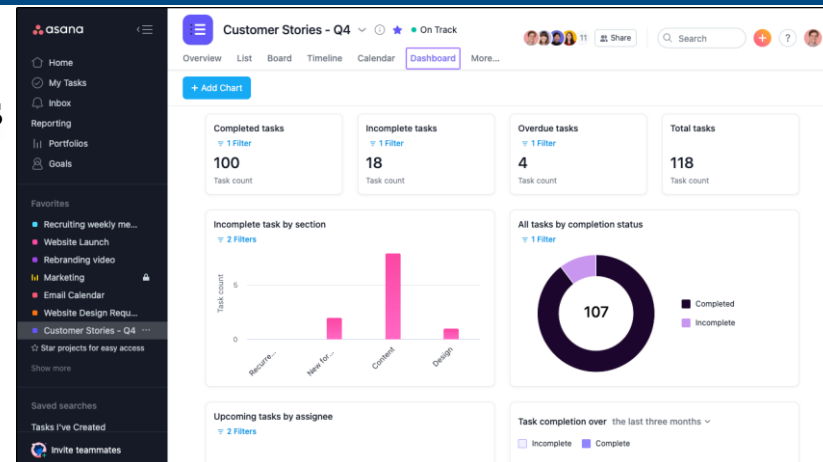 asana
Home
My Tasks
Inbox
Reporting
Portfolios
Goals
Favorites
Recruiting weekly me...
Website Launch
Rebranding video
Marketing
Email Calendar
Website Design Requ...
Customer Stories - Q4 ...
Star projects for easy access
Show more
Saved searches
Tasks I've Created
Invite teammates
Customer Stories - Q4 On Track
11 Share Search
Overview List Board Timeline Calendar Dashboard More...
+ Add Chart
Completed tasks
1 Filter
100
Task count
Incomplete tasks
1 Filter
18
Task count
Overdue tasks
1 Filter
4
Task count
Total tasks
118
Task count
Incomplete task by section
2 Filters
Task count
5
0
Recurre...
New for...
Content
Design
All tasks by completion status
1 Filter
107
Completed
Incomplete
Upcoming tasks by assignee
2 Filters
Task completion over the last three months
Incomplete Complete